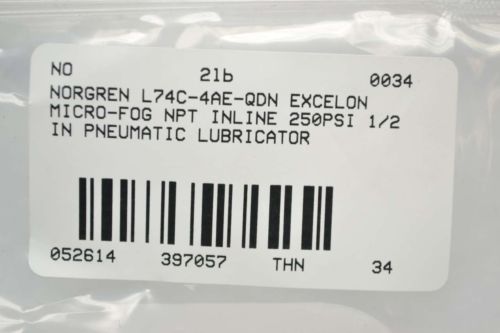 NO 21b 0034
NORGREN L74C-4AE-QDN EXCELON
MICRO-FOG NPT INLINE 250PSI 1/2
IN PNEUMATIC LUBRICATOR
052614 397057 THN 34